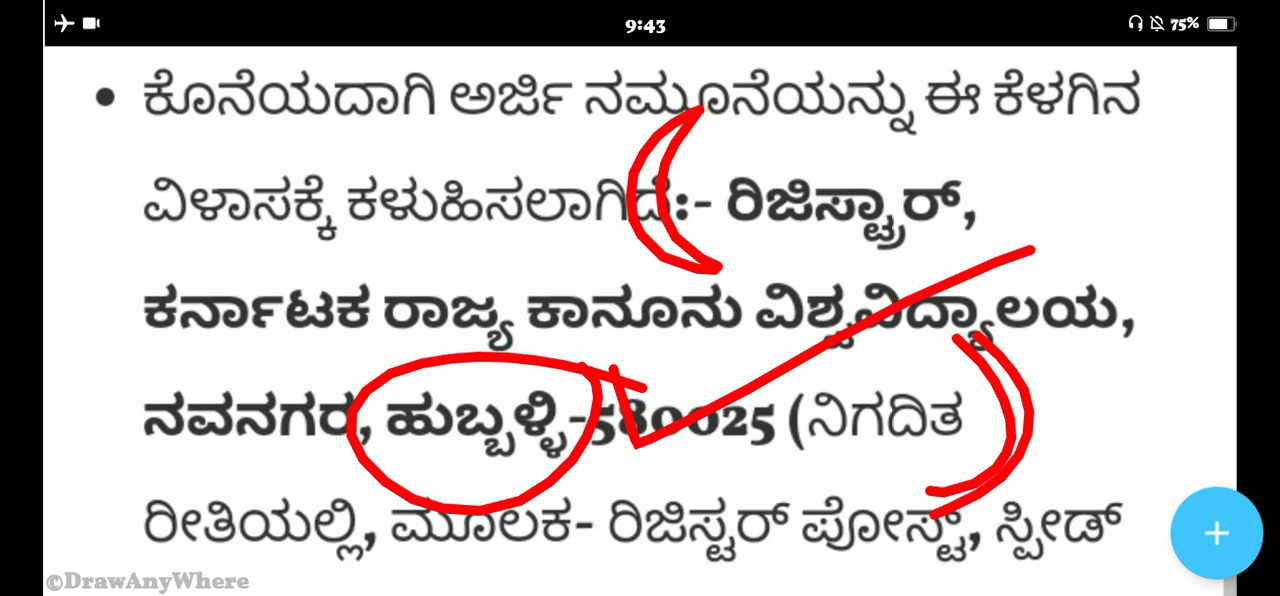 9:43
75%
ಕೊನೆಯದಾಗಿ ಅರ್ಜಿ ನಮೂನೆಯನ್ನು ಈ ಕೆಳಗಿನ
ವಿಳಾಸಕ್ಕೆ ಕಳುಹಿಸಲಾಗಿದೆ:- ರಿಜಿಸ್ಟ್ರಾರ್,
ಕರ್ನಾಟಕ ರಾಜ್ಯ ಕಾನೂನು ವಿಶ್ವವಿದ್ಯಾಲಯ,
ನವನಗರ, ಹುಬ್ಬಳ್ಳಿ-580025 (ನಿಗದಿತ
ರೀತಿಯಲ್ಲಿ, ಮೂಲಕ- ರಿಜಿಸ್ಟರ್ ಪೋಸ್ಟ್, ಸ್ಪೀಡ್
©DrawAnyWhere